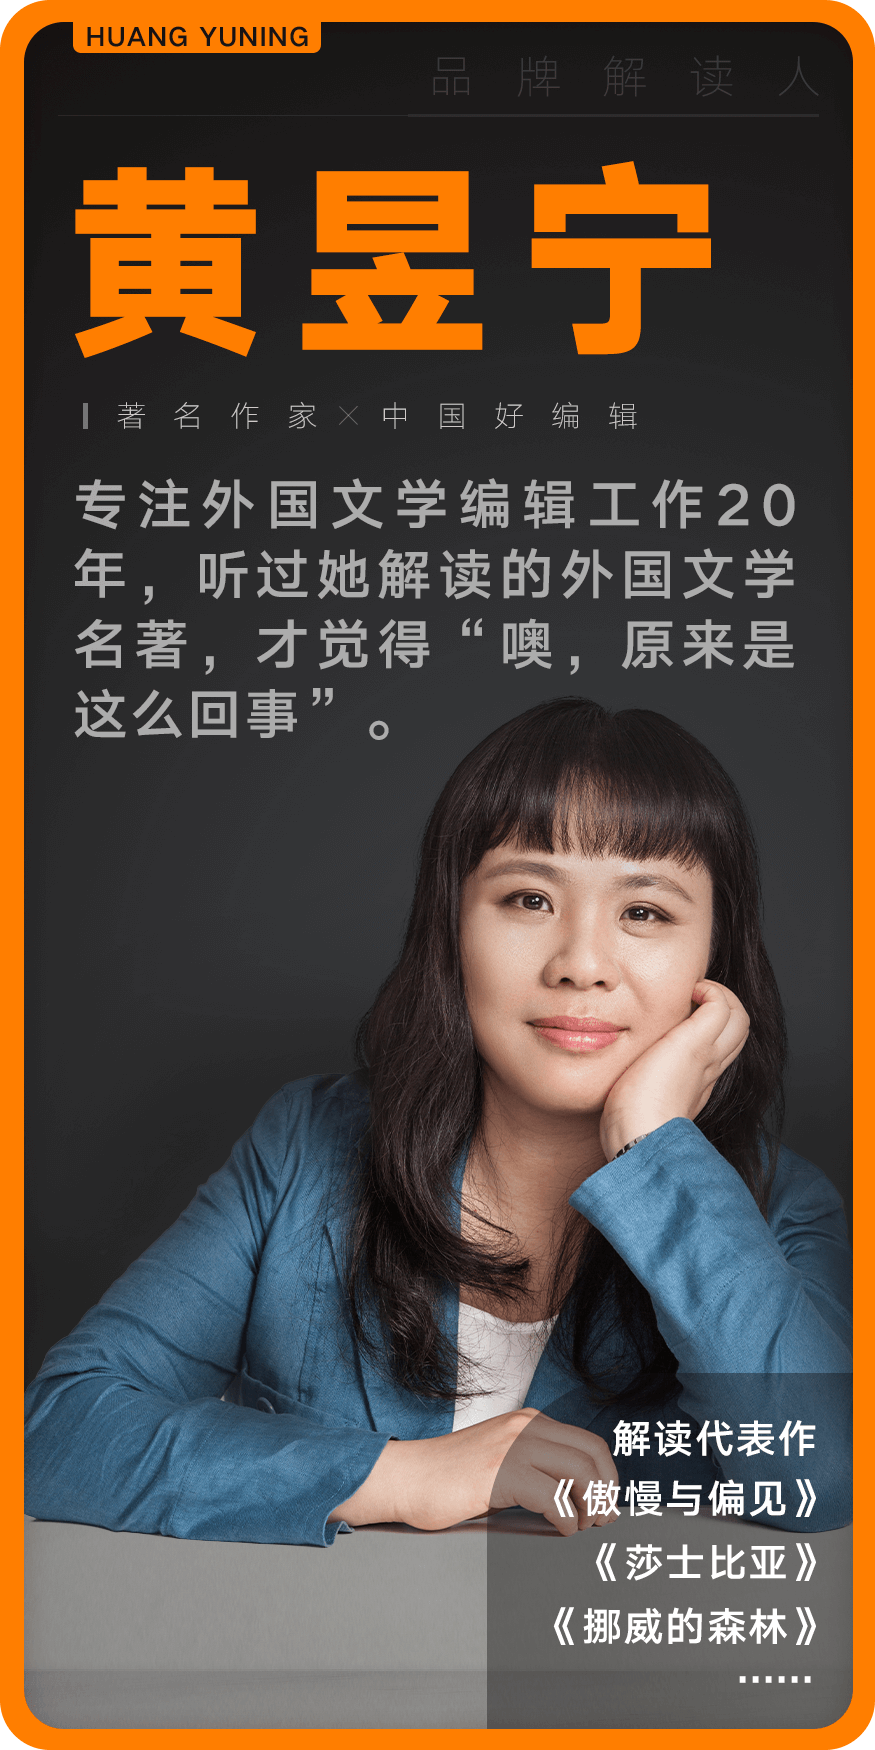 HUANG YUNING
品牌解读人
黄昱宁
著名作家×中国好编辑
专注外国文学编辑工作20
年，听过她解读的外国文学
名著，才觉得“噢，原来是
这么回事”。
解读代表作
《傲慢与偏见》
《莎士比亚》
《挪威的森林》
……